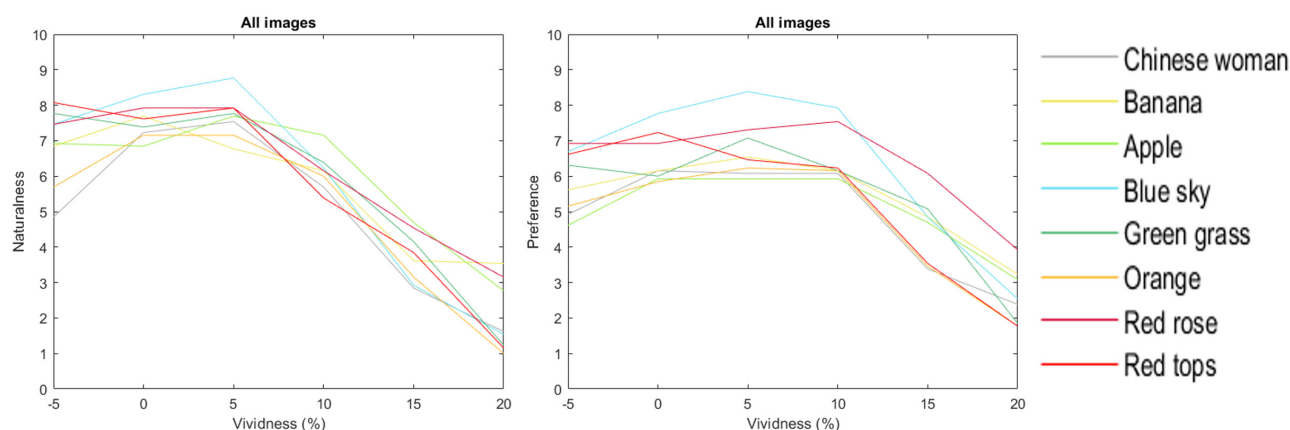 All images
10
9
8
7
6
5
4
3
2
1
0
Naturalness
-5 0 5 10 15 20
Vividness (%)
All images
10
9
8
7
6
5
4
3
2
1
0
Preference
-5 0 5 10 15 20
Vividness (%)
Chinese woman
Banana
Apple
Blue sky
Green grass
Orange
Red rose
Red tops